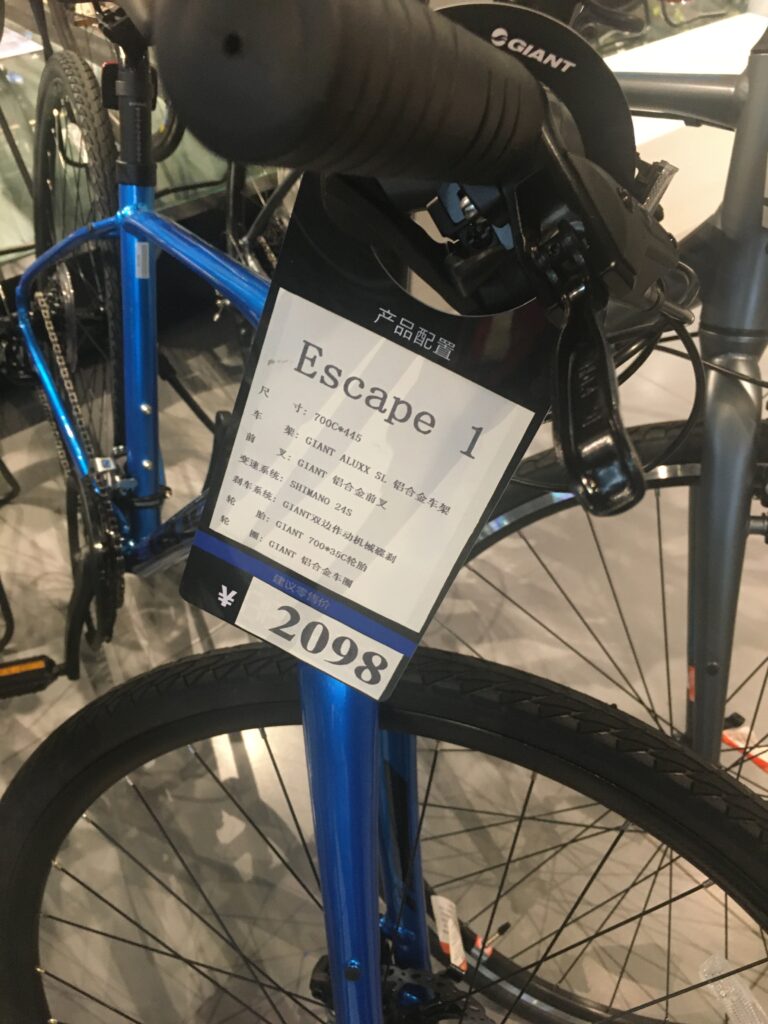 GIANT
产品配置
Escape 1
尺 寸: 700C*445
车 架: GIANT ALUXX SL 铝合金车架
前 叉: GIANT 铝合金前叉
变速系统: SHIMANO 24S
刹车系统: GIANT双边作动机械碟刹
轮 胎: GIANT 700*35C轮胎
轮 圈: GIANT 铝合金车圈
建议零售价
¥ 2098